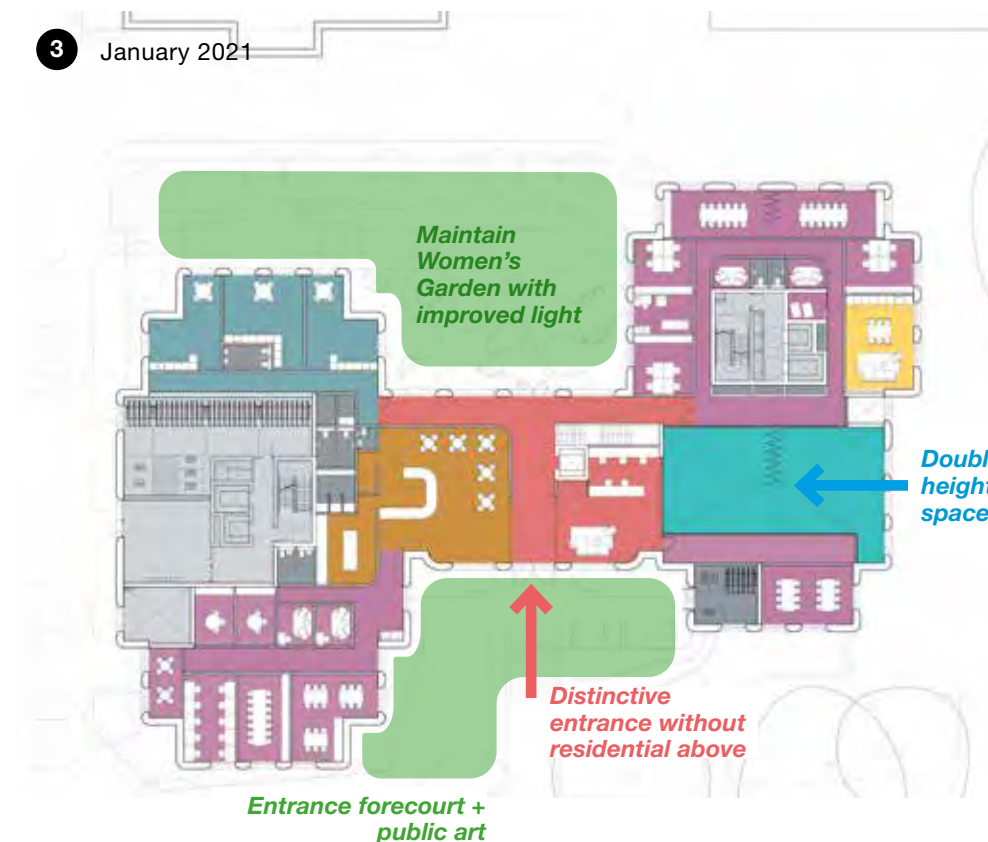 3 January 2021
Maintain
Women's
Garden with
improved light
Doubl
height
space
Distinctive
entrance without
residential above
Entrance forecourt +
public art